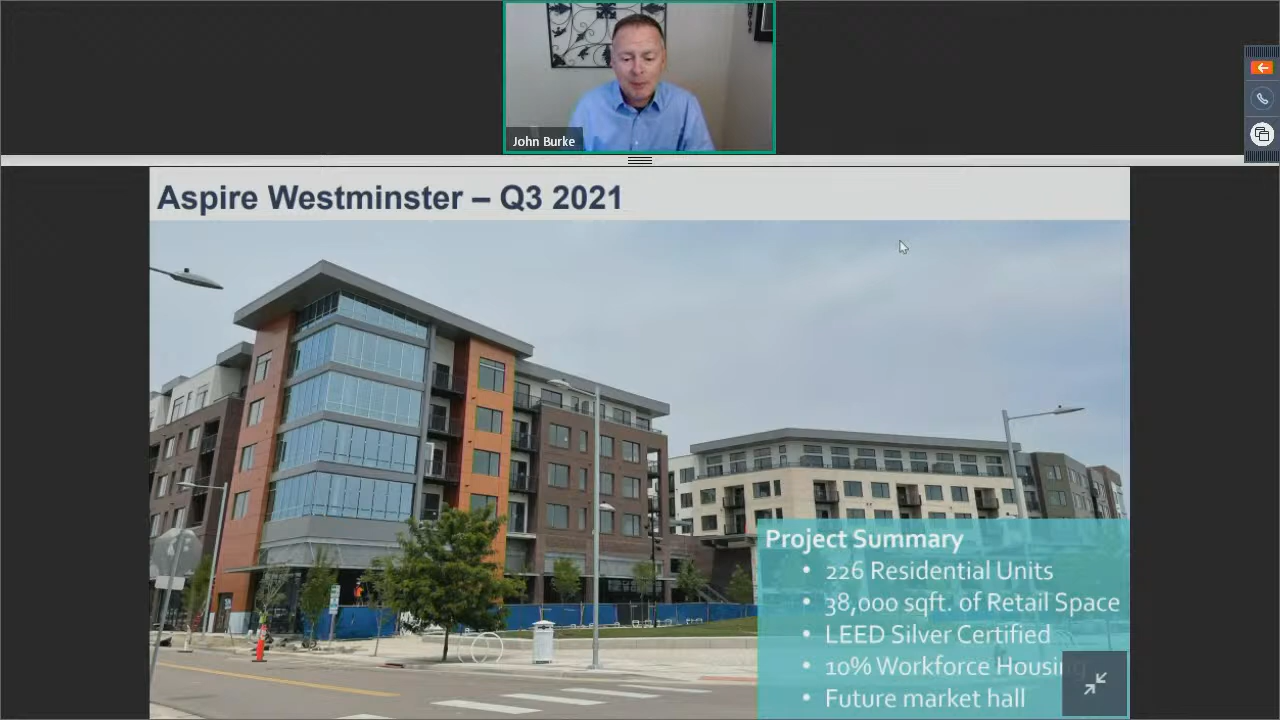 John Burke
Aspire Westminster – Q3 2021
Project Summary
• 226 Residential Units
• 38,000 sqft. of Retail Space
• LEED Silver Certified
• 10% Workforce Housing
• Future market hall